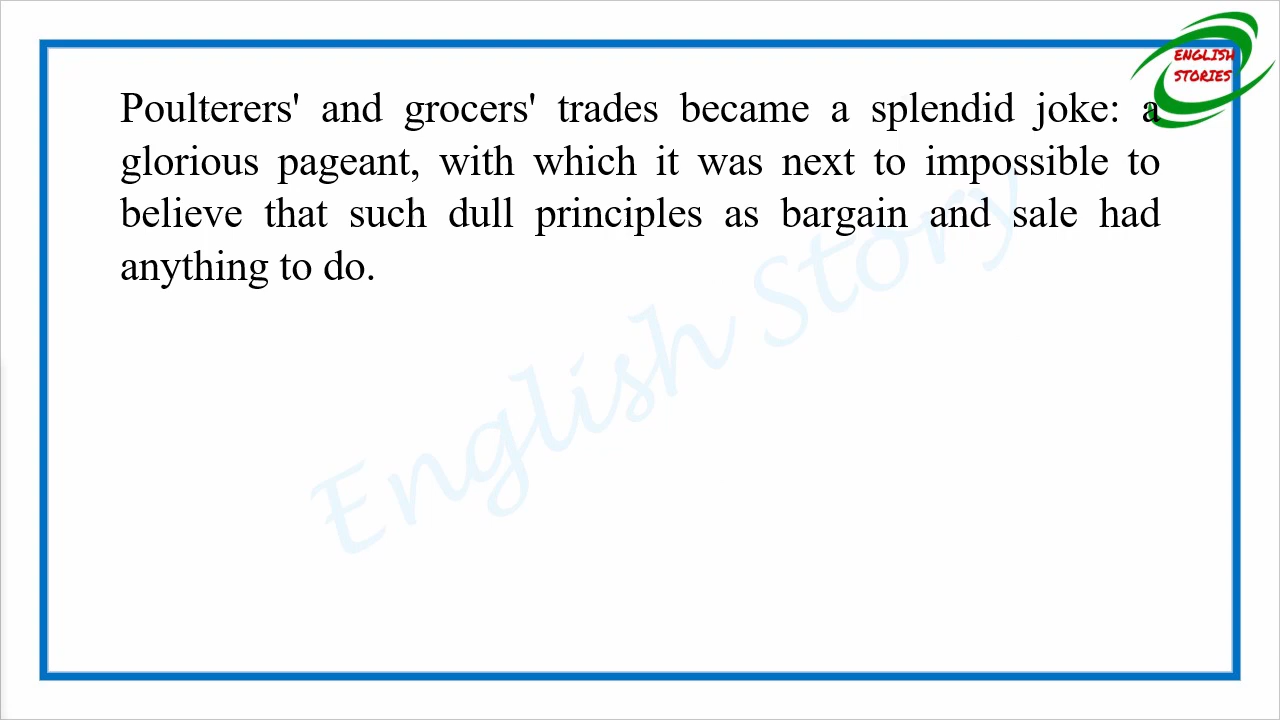 ENGLISH
STORIES
Poulterers' and grocers' trades became a splendid joke: a
glorious pageant, with which it was next to impossible to
believe that such dull principles as bargain and sale had
anything to do.
English Story